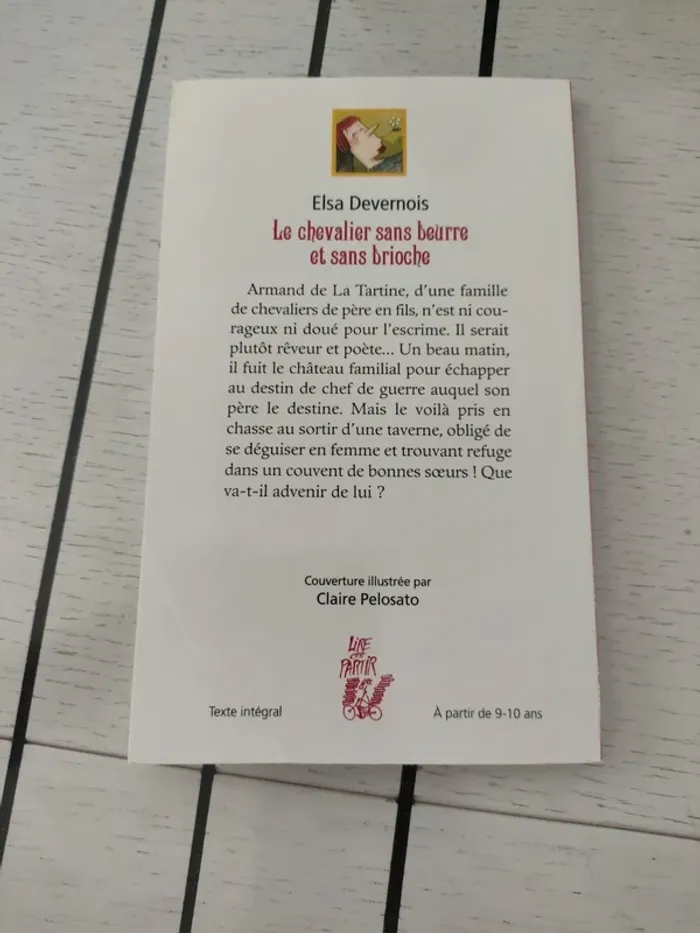 Elsa Devernois
Le chevalier sans beurre
et sans brioche
Armand de La Tartine, d'une famille
de chevaliers de père en fils, n'est ni cou-
rageux ni doué pour l'escrime. Il serait
plutôt rêveur et poète... Un beau matin,
il fuit le château familial pour échapper
au destin de chef de guerre auquel son
père le destine. Mais le voilà pris en
chasse au sortir d'une taverne, obligé de
se déguiser en femme et trouvant refuge
dans un couvent de bonnes sœurs ! Que
va-t-il advenir de lui ?
Couverture illustrée par
Claire Pelosato
LIRE
C'EST
PARTIR
Texte intégral
À partir de 9-10 ans